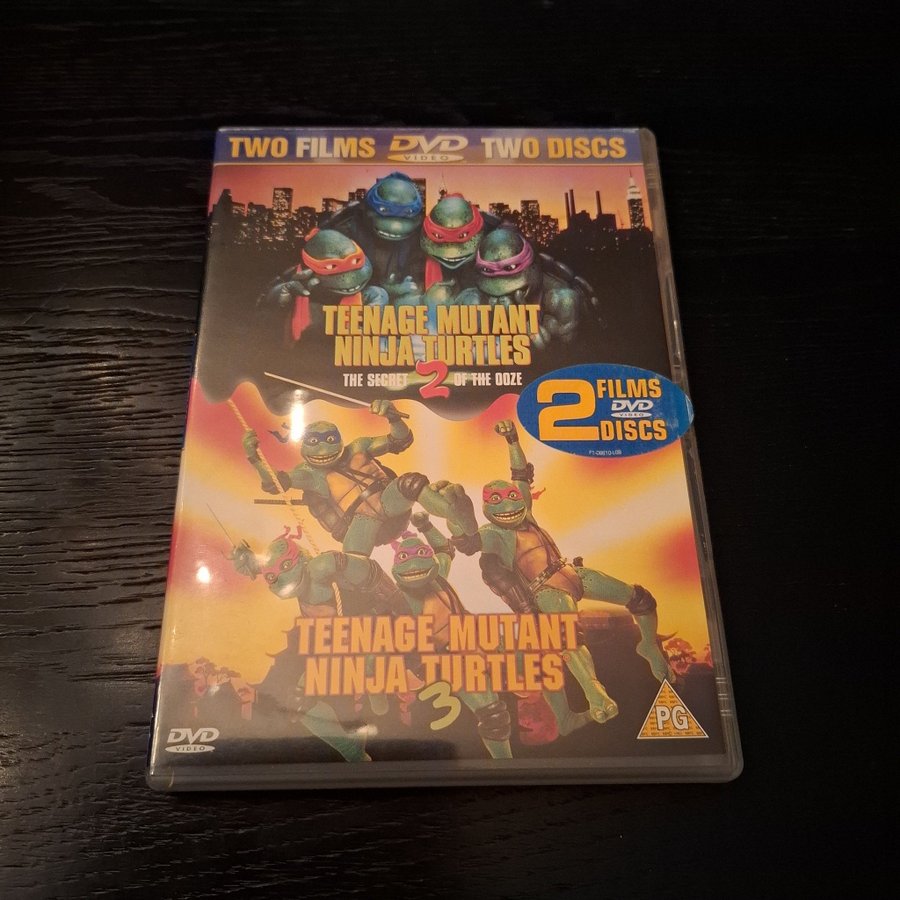 TWO FILMS DVD VIDEO TWO DISCS
TEENAGE MUTANT
NINJA TURTLES
THE SECRET 2 OF THE OOZE
2 FILMS
DVD
VIDEO
DISCS
TEENAGE MUTANT
NINJA TURTLES
3
DVD
VIDEO
PG